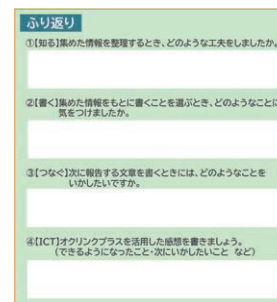 ふり返り
①【知る】集めた情報を整理するとき、どのような工夫をしましたか。
②【書く】集めた情報をもとに書くことを選ぶとき、どのようなことに
気をつけましたか。
③【つなぐ】次に報告する文章を書くときには、どのようなことを
いかしたいですか。
④【ICT】オクリンクプラスを活用した感想を書きましょう。
(できるようになったこと・次にいかしたいこと など)